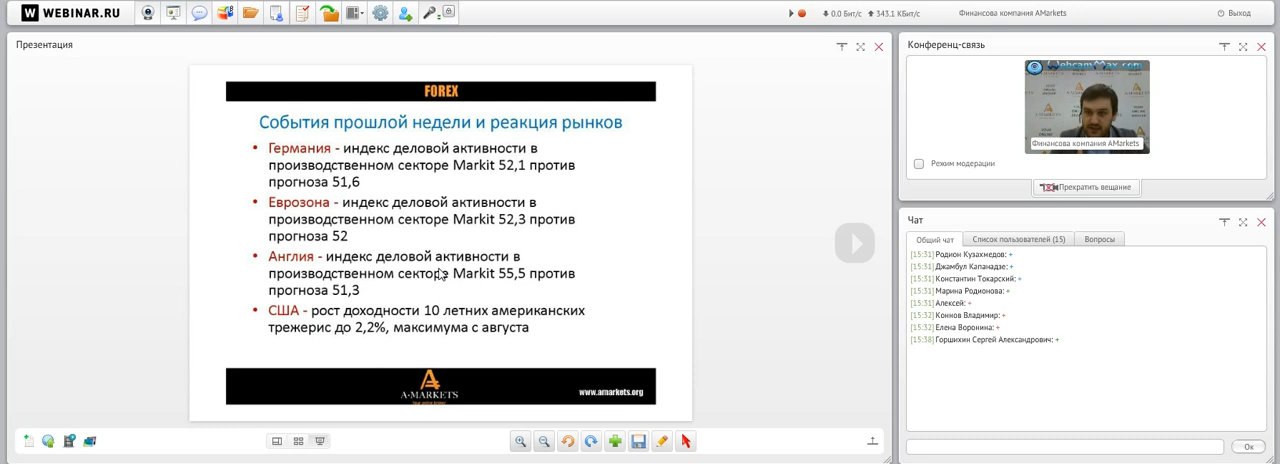 WEBINAR.RU
0.0 Бит/с 343.1 КБит/с
Финансова компания AMarkets
Выход
Презентация
FOREX
События прошлой недели и реакция рынков
• Германия - индекс деловой активности в
производственном секторе Markit 52,1 против
прогноза 51,6
• Еврозона - индекс деловой активности в
производственном секторе Markit 52,3 против
прогноза 52
• Англия - индекс деловой активности в
производственном секторе Markit 55,5 против
прогноза 51,3
• США - рост доходности 10 летних американских
трежерис до 2,2%, максимума с августа
A-MARKETS
www.amarkets.org
Конференц-связь
WebcamMax.com
Финансова компания AMarkets
Режим модерации
Прекратить вещание
Чат
Общий чат Список пользователей (15) Вопросы
[15:31] Родион Кузахмедов: +
[15:31] Джамбул Капанадзе: +
[15:31] Константин Токарский: +
[15:31] Марина Родионова: +
[15:31] Алексей: +
[15:32] Коннов Владимир: +
[15:32] Елена Воронина: +
[15:38] Горшихин Сергей Александрович: +
Ок